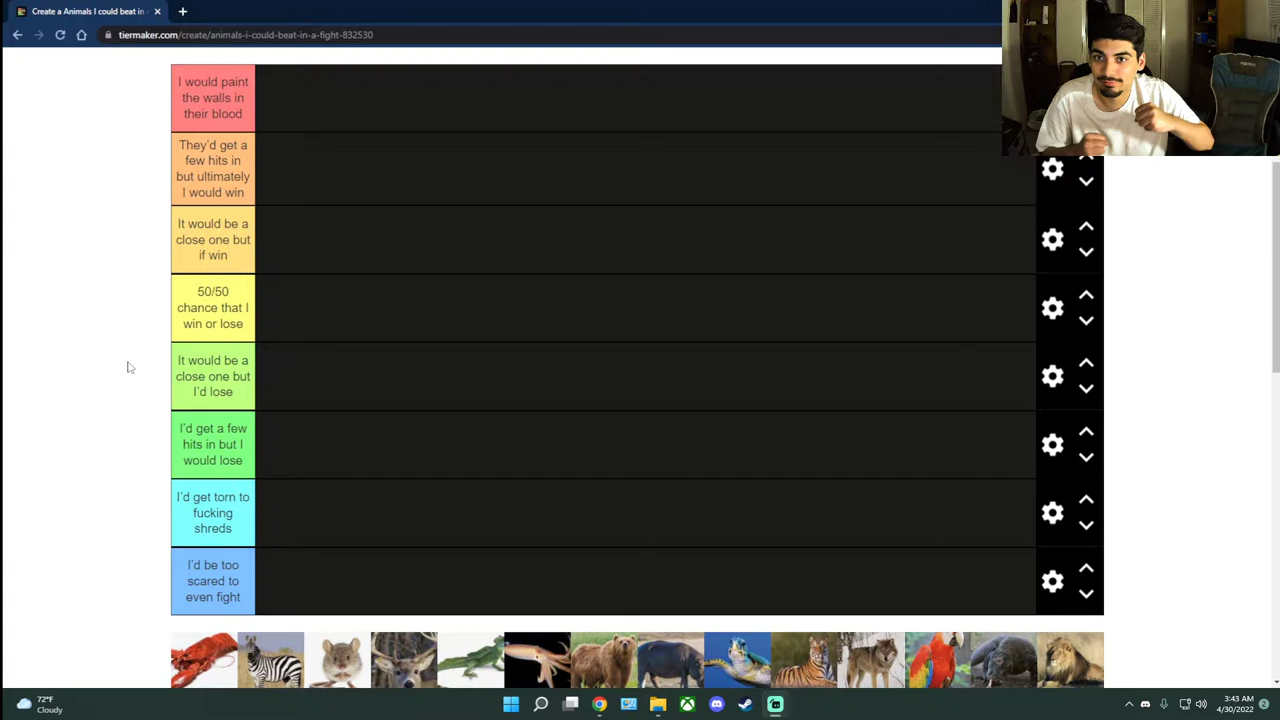 Create a Animals I could beat in
tiermaker.com/create/animals-i-could-beat-in-a-fight-832530
I would paint
the walls in
their blood
They'd get a
few hits in
but ultimately
I would win
It would be a
close one but
if win
50/50
chance that I
win or lose
It would be a
close one but
I'd lose
I'd get a few
hits in but I
would lose
I'd get torn to
fucking
shreds
I'd be too
scared to
even fight
72°F
Cloudy
3:43 AM
4/30/2022